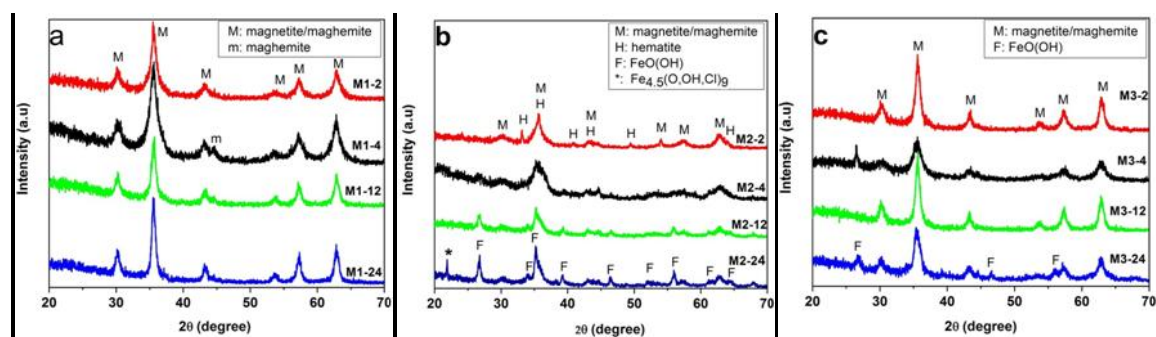 a
M: magnetite/maghemite
m: maghemite
M
M
M
M
M
M
M1-2
m
M1-4
M1-12
M1-24
Intensity (a.u)
20 30 40 50 60 70
2θ (degree)
b
M: magnetite/maghemite
H: hematite
F: FeO(OH)
*: Fe4.5(O,OH,Cl)9
M
H
M
H
H
M
H
H
M
M
M
H
M2-2
M2-4
M2-12
*
F
F
F
F
F
F
F
F
F
M2-24
Intensity (a.u)
20 30 40 50 60 70
2θ (degree)
c
M: magnetite/maghemite
F: FeO(OH)
M
M
M
M
M
M
M3-2
M3-4
M3-12
F
F
F
M3-24
Intensity (a.u)
20 30 40 50 60 70
2θ (degree)